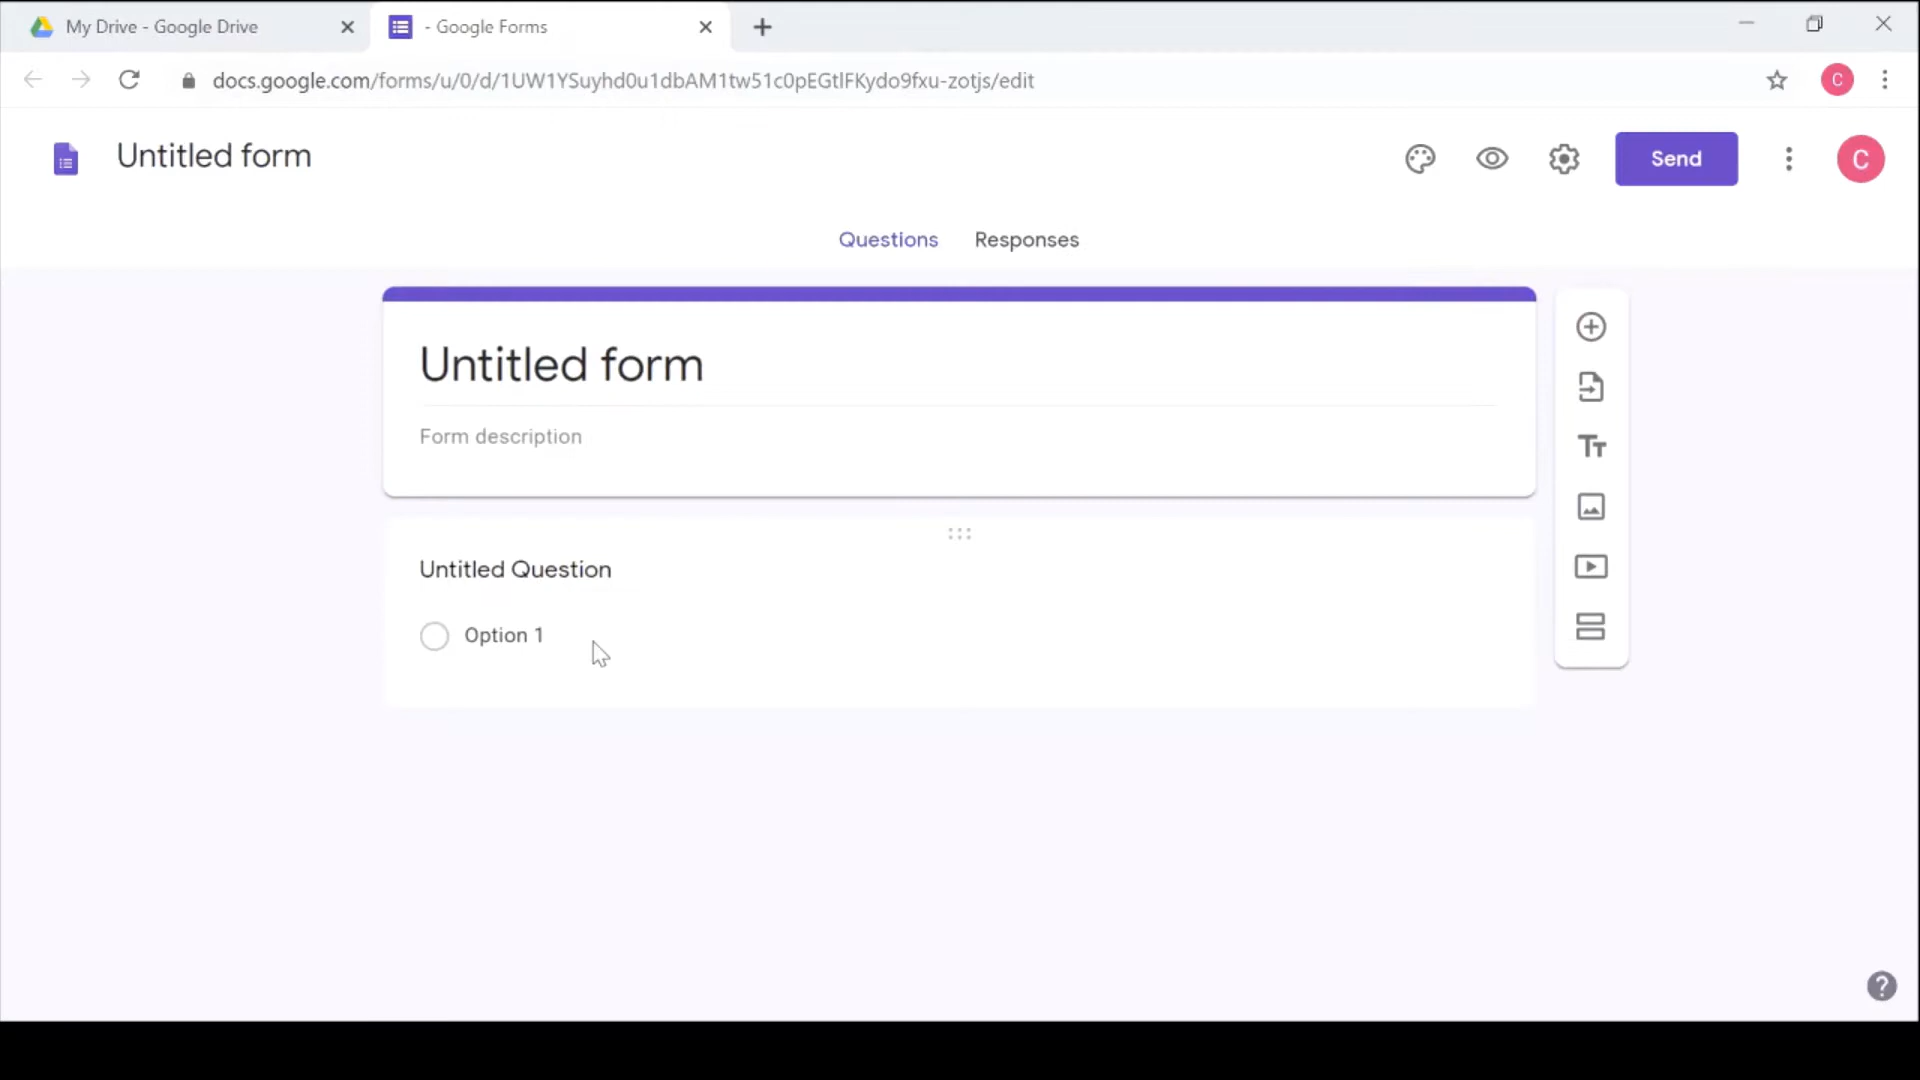 My Drive - Google Drive
- Google Forms
docs.google.com/forms/u/0/d/1UW1YSuyhd0u1dbAM1tw51c0pEGtlFKydo9fxu-zotjs/edit
C
Untitled form
Send
C
Questions
Responses
Untitled form
Form description
Tт
Untitled Question
Option 1
?